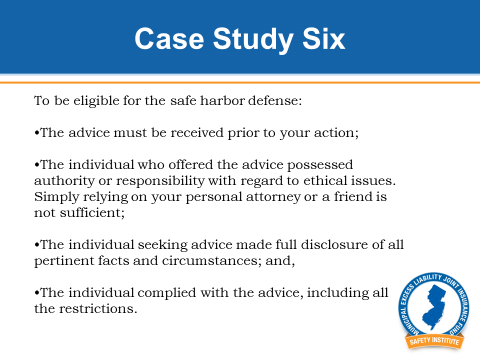 Case Study Six
To be eligible for the safe harbor defense:
•The advice must be received prior to your action;
•The individual who offered the advice possessed
authority or responsibility with regard to ethical issues.
Simply relying on your personal attorney or a friend is
not sufficient;
•The individual seeking advice made full disclosure of all
pertinent facts and circumstances; and,
•The individual complied with the advice, including all
the restrictions.
MUNICIPAL EXCESS LIABILITY JOINT INSURANCE FUND
SAFETY INSTITUTE